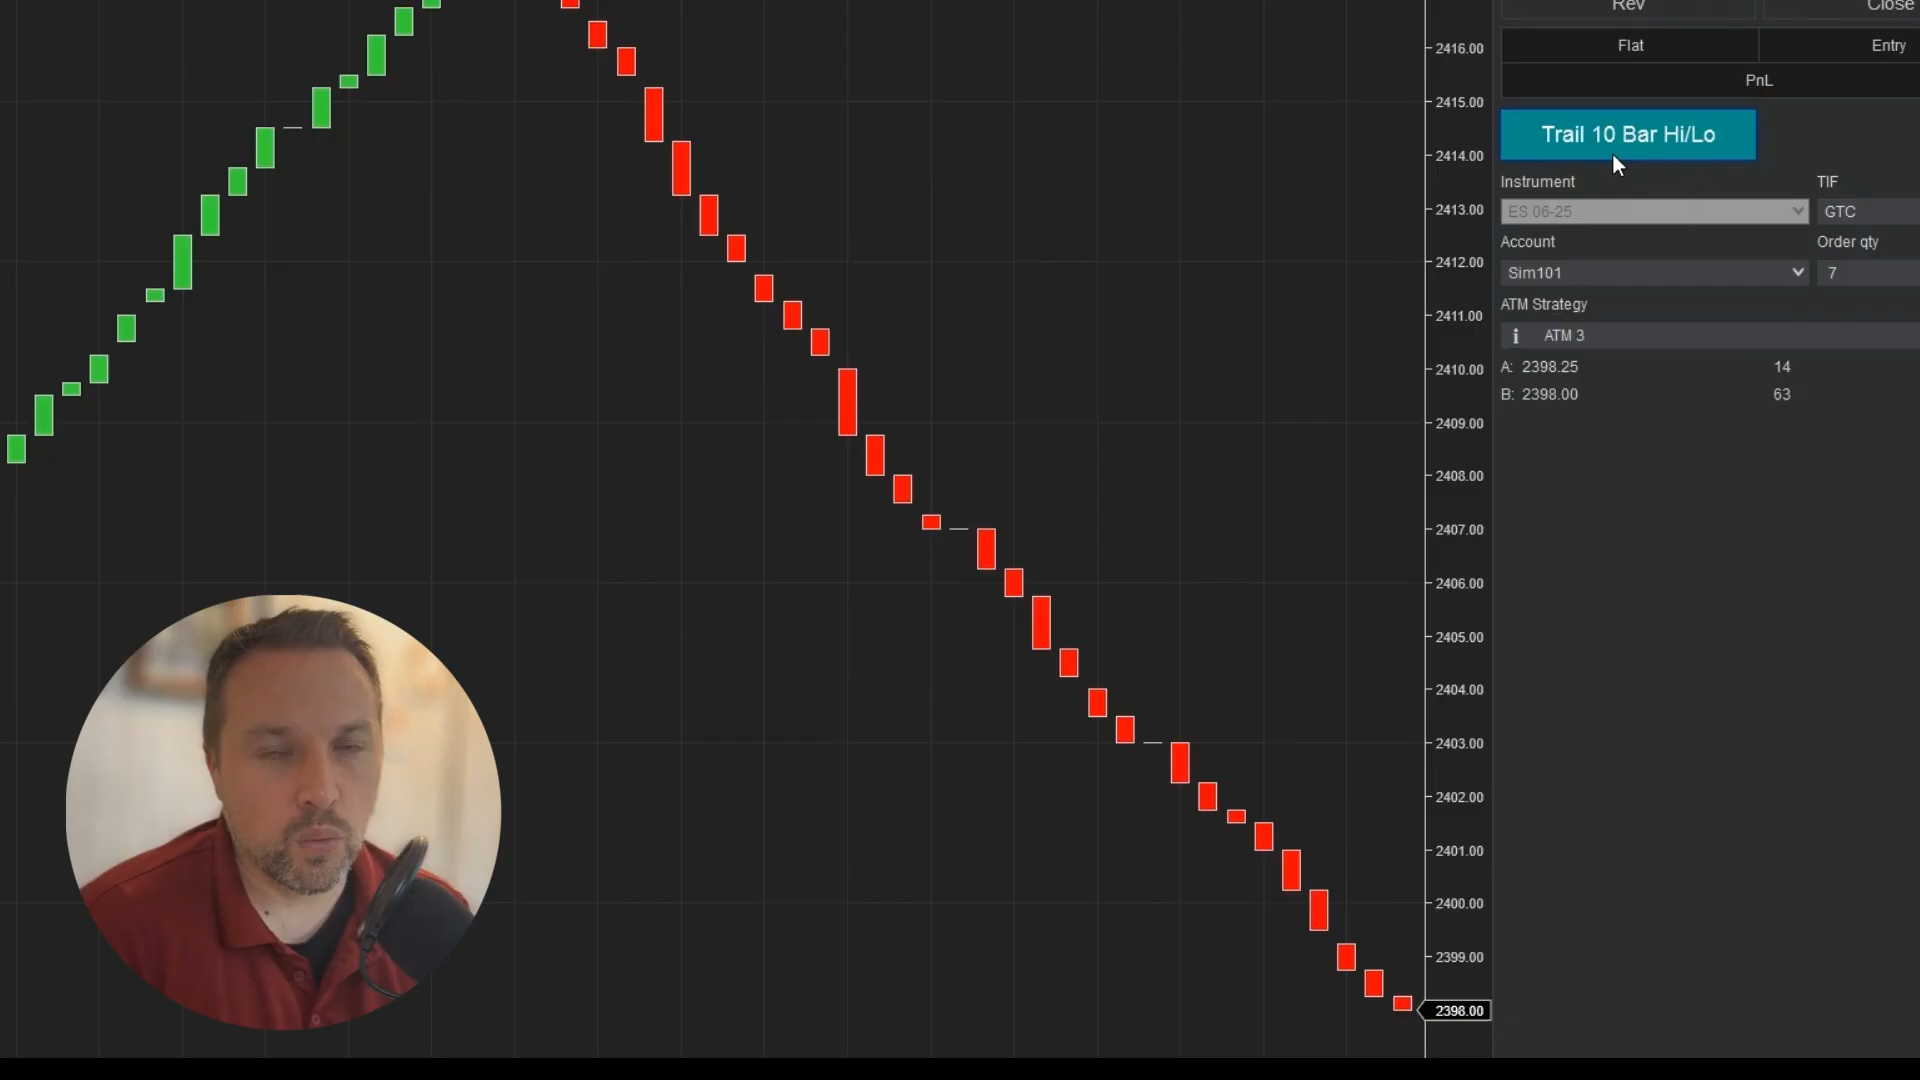 Rev Close
Flat Entry
PnL
Trail 10 Bar Hi/Lo
Instrument TIF
ES 06-25 GTC
Account Order qty
Sim101 7
ATM Strategy
i ATM 3
A: 2398.25 14
B: 2398.00 63
2416.00
2415.00
2414.00
2413.00
2412.00
2411.00
2410.00
2409.00
2408.00
2407.00
2406.00
2405.00
2404.00
2403.00
2402.00
2401.00
2400.00
2399.00
2398.00